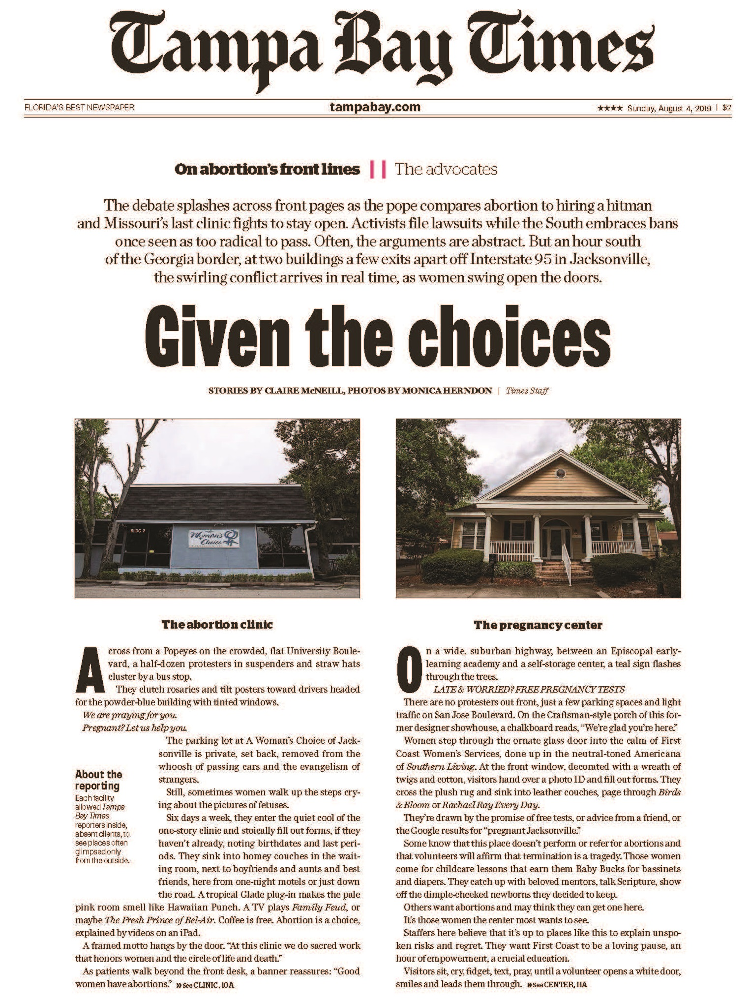 Tampa Bay Times
FLORIDA'S BEST NEWSPAPER
tampabay.com
★★★★ Sunday, August 4, 2019 | $2
On abortion's front lines || The advocates
The debate splashes across front pages as the pope compares abortion to hiring a hitman
and Missouri's last clinic fights to stay open. Activists file lawsuits while the South embraces bans
once seen as too radical to pass. Often, the arguments are abstract. But an hour south
of the Georgia border, at two buildings a few exits apart off Interstate 95 in Jacksonville,
the swirling conflict arrives in real time, as women swing open the doors.
Given the choices
STORIES BY CLAIRE McNEILL, PHOTOS BY MONICA HERNDON | Times Staff
BLDG 2
A
Woman's
Choice
The abortion clinic
Across from a Popeyes on the crowded, flat University Boule-
vard, a half-dozen protesters in suspenders and straw hats
cluster by a bus stop.
They clutch rosaries and tilt posters toward drivers headed
for the powder-blue building with tinted windows.
We are praying for you.
Pregnant? Let us help you.
The parking lot at A Woman's Choice of Jack-
sonville is private, set back, removed from the
whoosh of passing cars and the evangelism of
strangers.
Still, sometimes women walk up the steps cry-
ing about the pictures of fetuses.
Six days a week, they enter the quiet cool of the
one-story clinic and stoically fill out forms, if they
haven't already, noting birthdates and last peri-
ods. They sink into homey couches in the wait-
ing room, next to boyfriends and aunts and best
friends, here from one-night motels or just down
the road. A tropical Glade plug-in makes the pale
pink room smell like Hawaiian Punch. A TV plays Family Feud, or
maybe The Fresh Prince of Bel-Air. Coffee is free. Abortion is a choice,
explained by videos on an iPad.
A framed motto hangs by the door. “At this clinic we do sacred work
that honors women and the circle of life and death.”
As patients walk beyond the front desk, a banner reassures: “Good
women have abortions.” »See CLINIC, 10A
About the
reporting
Each facility
allowed Tampa
Bay Times
reporters inside,
absent clients, to
see places often
glimpsed only
from the outside.
The pregnancy center
On a wide, suburban highway, between an Episcopal early-
learning academy and a self-storage center, a teal sign flashes
through the trees.
LATE & WORRIED? FREE PREGNANCY TESTS
There are no protesters out front, just a few parking spaces and light
traffic on San Jose Boulevard. On the Craftsman-style porch of this for-
mer designer showhouse, a chalkboard reads, “We're glad you're here.”
Women step through the ornate glass door into the calm of First
Coast Women's Services, done up in the neutral-toned Americana
of Southern Living. At the front window, decorated with a wreath of
twigs and cotton, visitors hand over a photo ID and fill out forms. They
cross the plush rug and sink into leather couches, page through Birds
& Bloom or Rachael Ray Every Day.
They're drawn by the promise of free tests, or advice from a friend, or
the Google results for “pregnant Jacksonville.”
Some know that this place doesn't perform or refer for abortions and
that volunteers will affirm that termination is a tragedy. Those women
come for childcare lessons that earn them Baby Bucks for bassinets
and diapers. They catch up with beloved mentors, talk Scripture, show
off the dimple-cheeked newborns they decided to keep.
Others want abortions and may think they can get one here.
It's those women the center most wants to see.
Staffers here believe that it's up to places like this to explain unspo-
ken risks and regret. They want First Coast to be a loving pause, an
hour of empowerment, a crucial education.
Visitors sit, cry, fidget, text, pray, until a volunteer opens a white door,
smiles and leads them through. »See CENTER, 11A